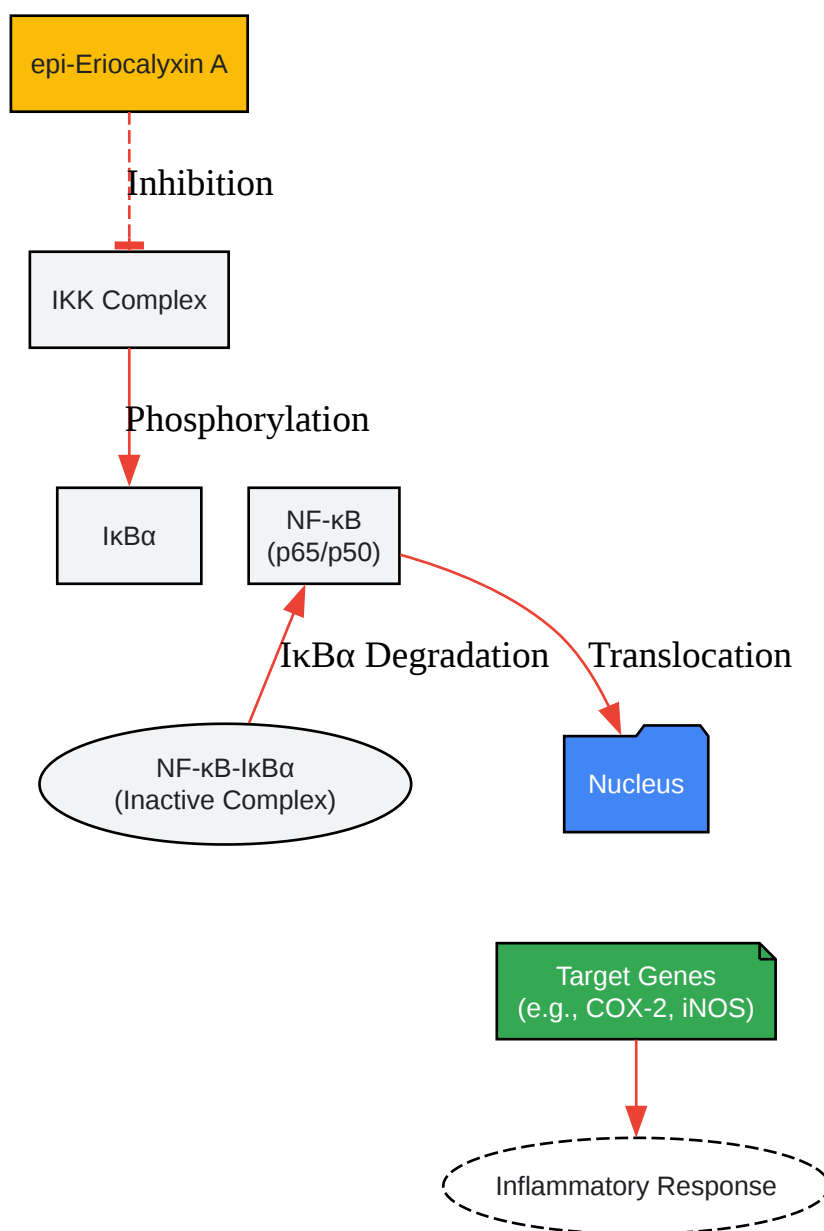 epi-Eriocalyxin A
Inhibition
IKK Complex
Phosphorylation
IκBα
NF-κB
(p65/p50)
IκBα Degradation
Translocation
NF-κB-IκBα
(Inactive Complex)
Nucleus
Target Genes
(e.g., COX-2, iNOS)
Inflammatory Response